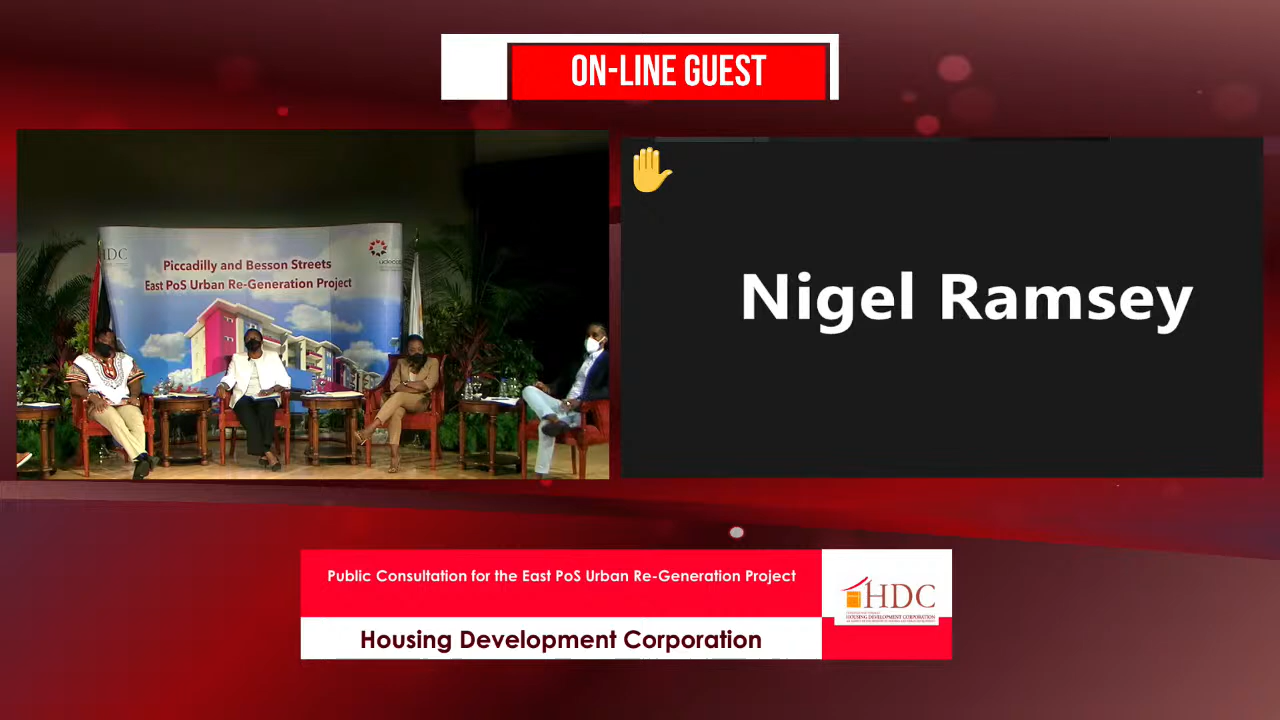 ON-LINE GUEST
HDC
Piccadilly and Besson Streets
East PoS Urban Re-Generation Project
Nigel Ramsey
Public Consultation for the East PoS Urban Re-Generation Project
Housing Development Corporation
HDC
HOUSING DEVELOPMENT CORPORATION